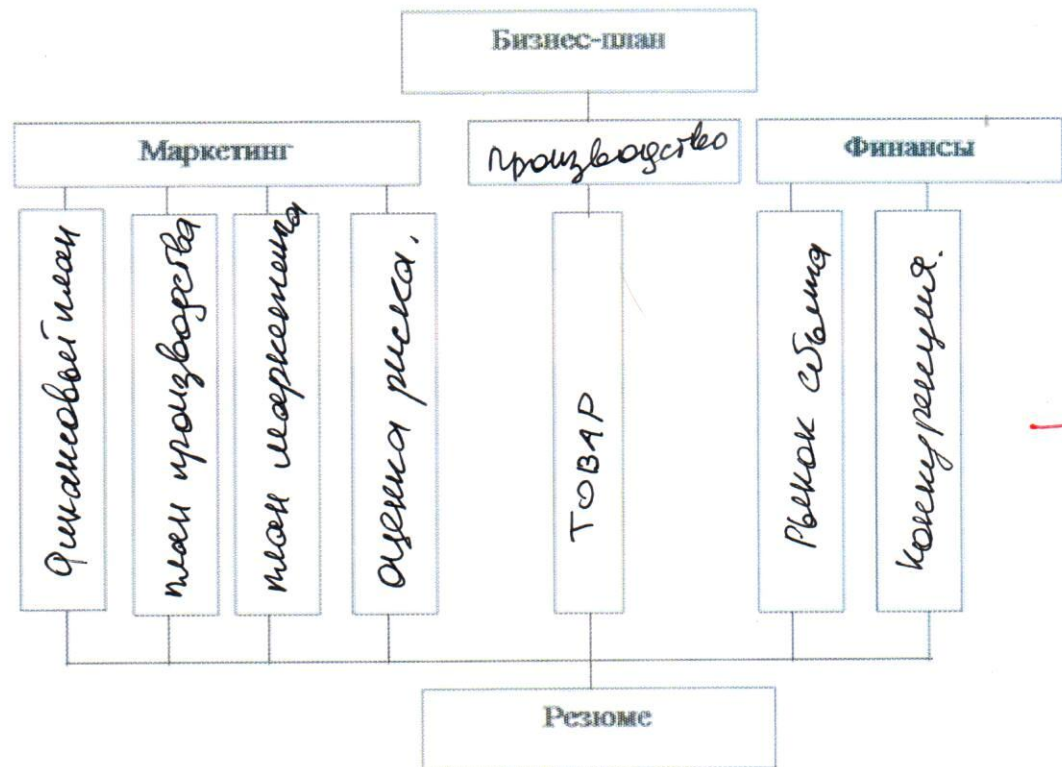 Бизнес-план
Маркетинг
производство
Финансы
финансовый план
план производства
план маркетинга
оценка риска.
ТОВАР
Рынок сбыта
Конкуренция.
Резюме